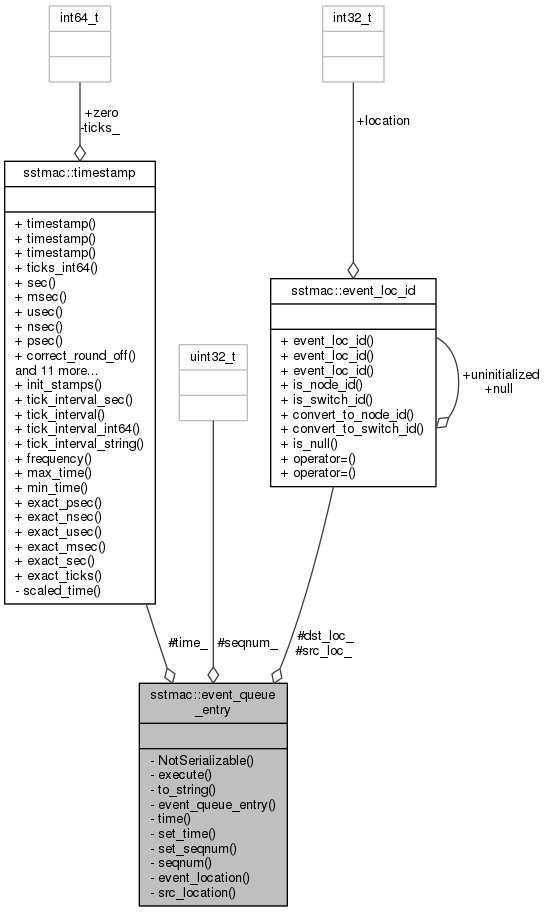 int64_t
int32_t
+zero
-ticks_
+location
sstmac::timestamp
+ timestamp()
+ timestamp()
+ timestamp()
+ ticks_int64()
+ sec()
+ msec()
+ usec()
+ nsec()
+ psec()
+ correct_round_off()
and 11 more...
+ init_stamps()
+ tick_interval_sec()
+ tick_interval()
+ tick_interval_int64()
+ tick_interval_string()
+ frequency()
+ max_time()
+ min_time()
+ exact_psec()
+ exact_nsec()
+ exact_usec()
+ exact_msec()
+ exact_sec()
+ exact_ticks()
- scaled_time()
uint32_t
sstmac::event_loc_id
+ event_loc_id()
+ event_loc_id()
+ event_loc_id()
+ is_node_id()
+ is_switch_id()
+ convert_to_node_id()
+ convert_to_switch_id()
+ is_null()
+ operator=()
+ operator=()
+uninitialized
+null
#time_
#seqnum_
#dst_loc_
#src_loc_
sstmac::event_queue
_entry
- NotSerializable()
- execute()
- to_string()
- event_queue_entry()
- time()
- set_time()
- set_seqnum()
- seqnum()
- event_location()
- src_location()